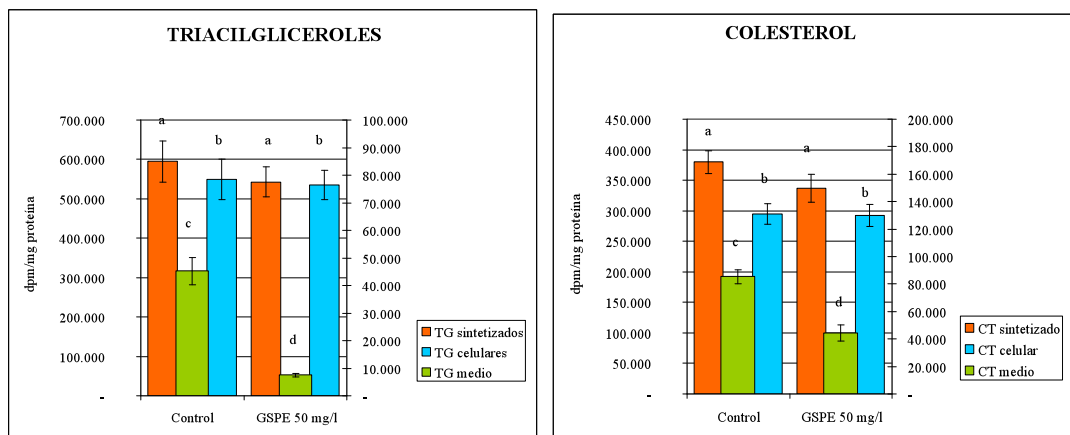 TRIACILGLICEROLES
dpm/mg proteína
700.000
600.000
500.000
400.000
300.000
200.000
100.000
-
100.000
90.000
80.000
70.000
60.000
50.000
40.000
30.000
20.000
10.000
-
a
b
c
a
b
d
Control
GSPE 50 mg/l
TG sintetizados
TG celulares
TG medio
COLESTEROL
dpm/mg proteína
450.000
400.000
350.000
300.000
250.000
200.000
150.000
100.000
50.000
-
200.000
180.000
160.000
140.000
120.000
100.000
80.000
60.000
40.000
20.000
-
a
b
c
a
b
d
Control
GSPE 50 mg/l
CT sintetizado
CT celular
CT medio